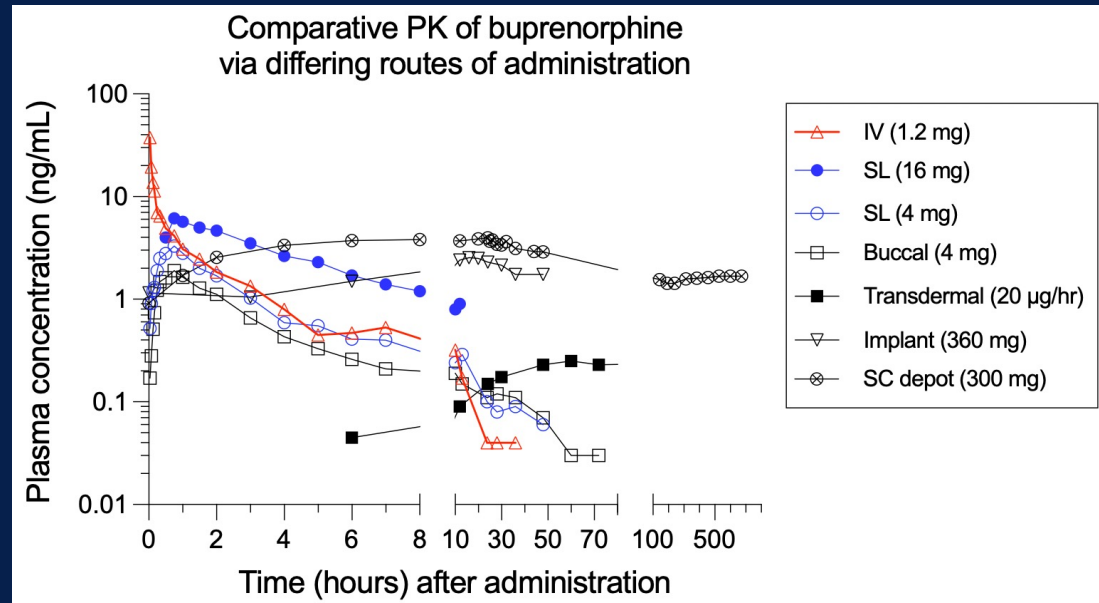 Comparative PK of buprenorphine
via differing routes of administration
Plasma concentration (ng/mL)
100
10
1
0.1
0.01
0 2 4 6 8 10 30 50 70 100 500
Time (hours) after administration
IV (1.2 mg)
SL (16 mg)
SL (4 mg)
Buccal (4 mg)
Transdermal (20 µg/hr)
Implant (360 mg)
SC depot (300 mg)